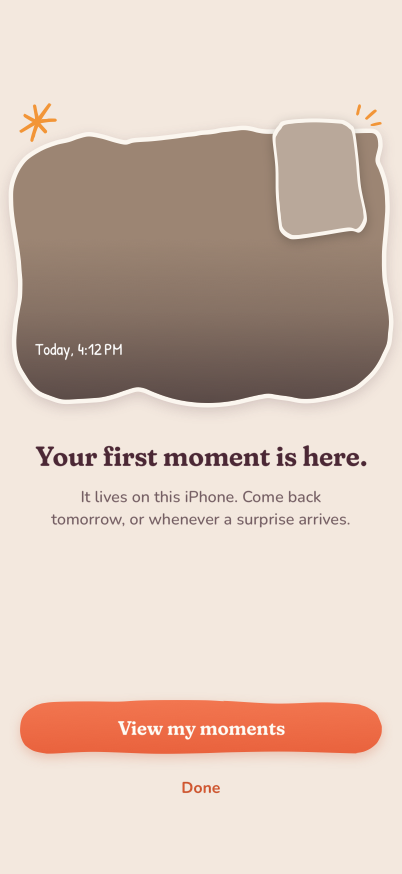 Today, 4:12 PM
Your first moment is here.
It lives on this iPhone. Come back
tomorrow, or whenever a surprise arrives.
View my moments
Done